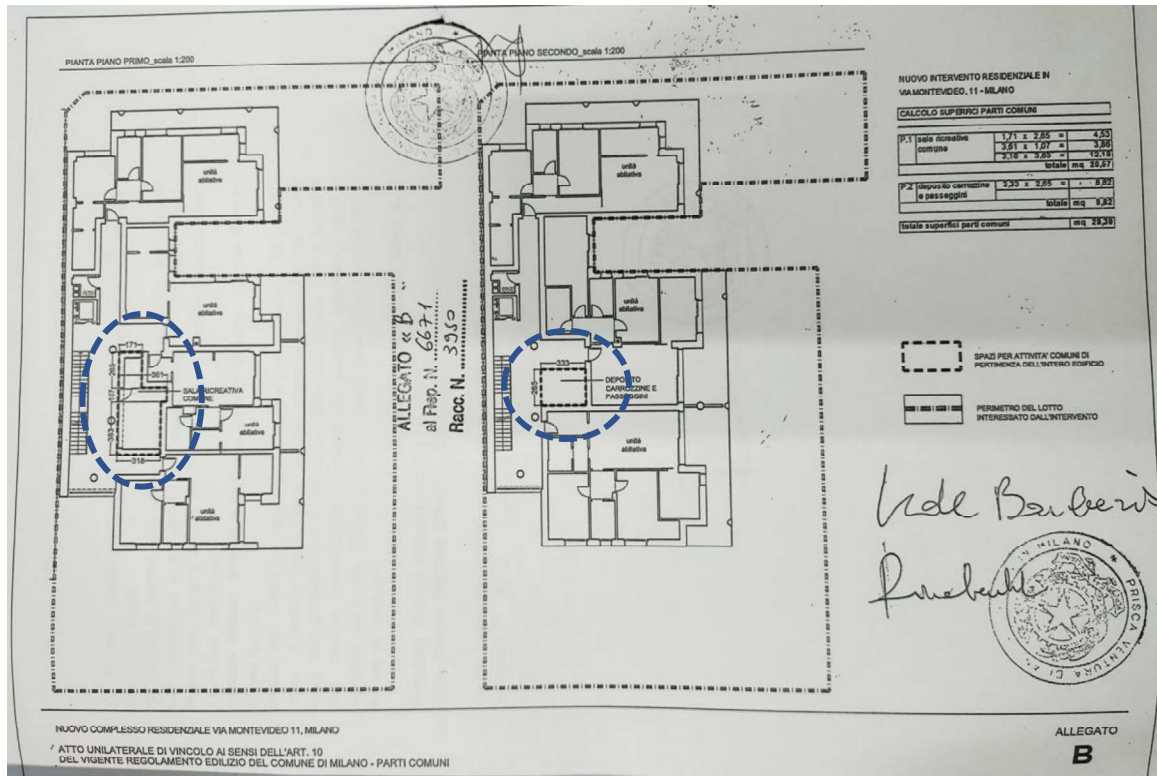 PIANTA PIANO PRIMO_scala 1:200
PIANTA PIANO SECONDO_scala 1:200
NUOVO INTERVENTO RESIDENZIALE IN
VIA MONTEVIDEO, 11 - MILANO
CALCOLO SUPERFICI PARTI COMUNI
P.1 sala ricreativa comune
1,71 x 2,65 = 4,53
3,61 x 1,07 = 3,86
3,18 x 3,83 = 12,18
totale mq 20,57
P.2 deposito carrozzine e passeggini
3,33 x 2,65 = 8,82
totale mq 8,82
totale superfici parti comuni mq 29,39
unità
abitativa
unità
abitativa
unità
abitativa
unità
abitativa
171
265
361
107
383
318
SALA RICREATIVA
COMUNE
ALLEGATO « B »
al Rep. N. 6671
Racc. N. 3950
unità
abitativa
unità
abitativa
unità
abitativa
333
265
DEPOSITO
CARROZZINE E
PASSEGGINI
SPAZI PER ATTIVITA' COMUNI DI
PERTINENZA DELL'INTERO EDIFICIO
PERIMETRO DEL LOTTO
INTERESSATO DALL'INTERVENTO
IN MILANO * PRISCA VENTURA DI
NUOVO COMPLESSO RESIDENZIALE VIA MONTEVIDEO 11, MILANO
ATTO UNILATERALE DI VINCOLO AI SENSI DELL'ART. 10
DEL VIGENTE REGOLAMENTO EDILIZIO DEL COMUNE DI MILANO - PARTI COMUNI
ALLEGATO
B